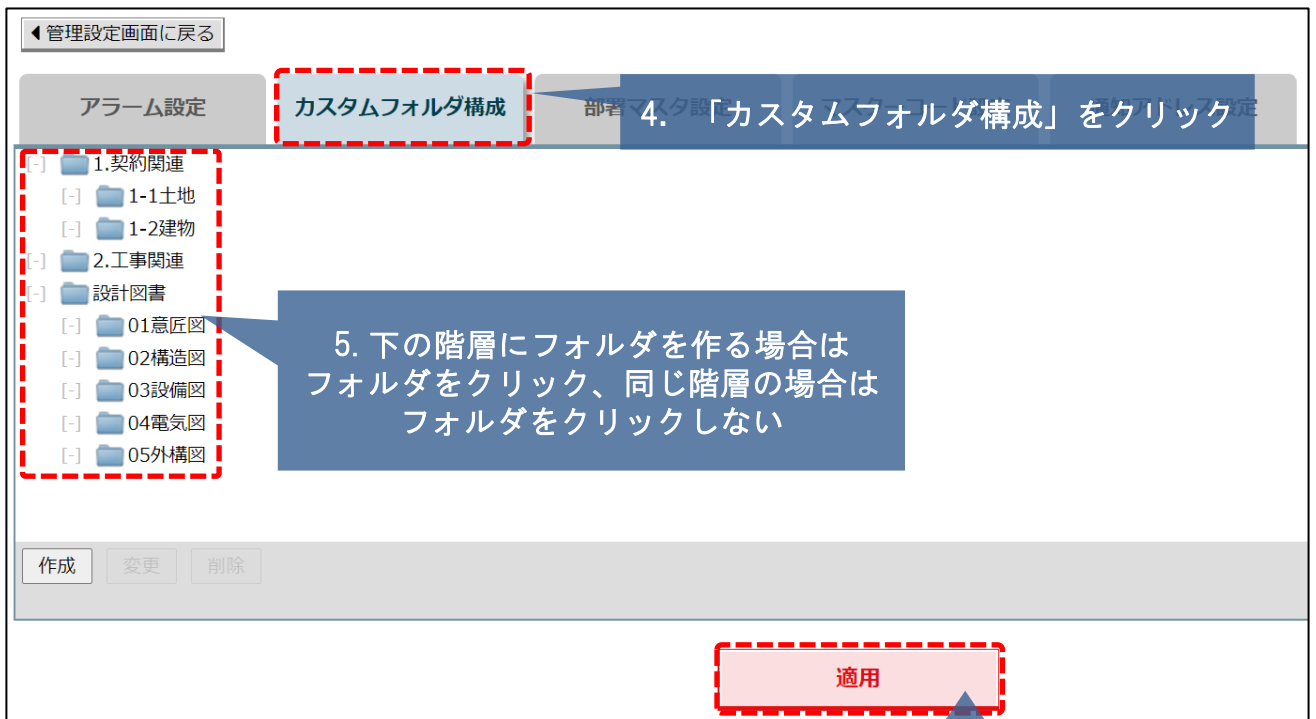 ◀管理設定画面に戻る
アラーム設定
カスタムフォルダ構成
部署マスタ設定
4. 「カスタムフォルダ構成」をクリック
[-] 1.契約関連
[-] 1-1土地
[-] 1-2建物
[-] 2.工事関連
[-] 設計図書
[-] 01意匠図
[-] 02構造図
[-] 03設備図
[-] 04電気図
[-] 05外構図
5. 下の階層にフォルダを作る場合は
フォルダをクリック、同じ階層の場合は
フォルダをクリックしない
作成 変更 削除
適用